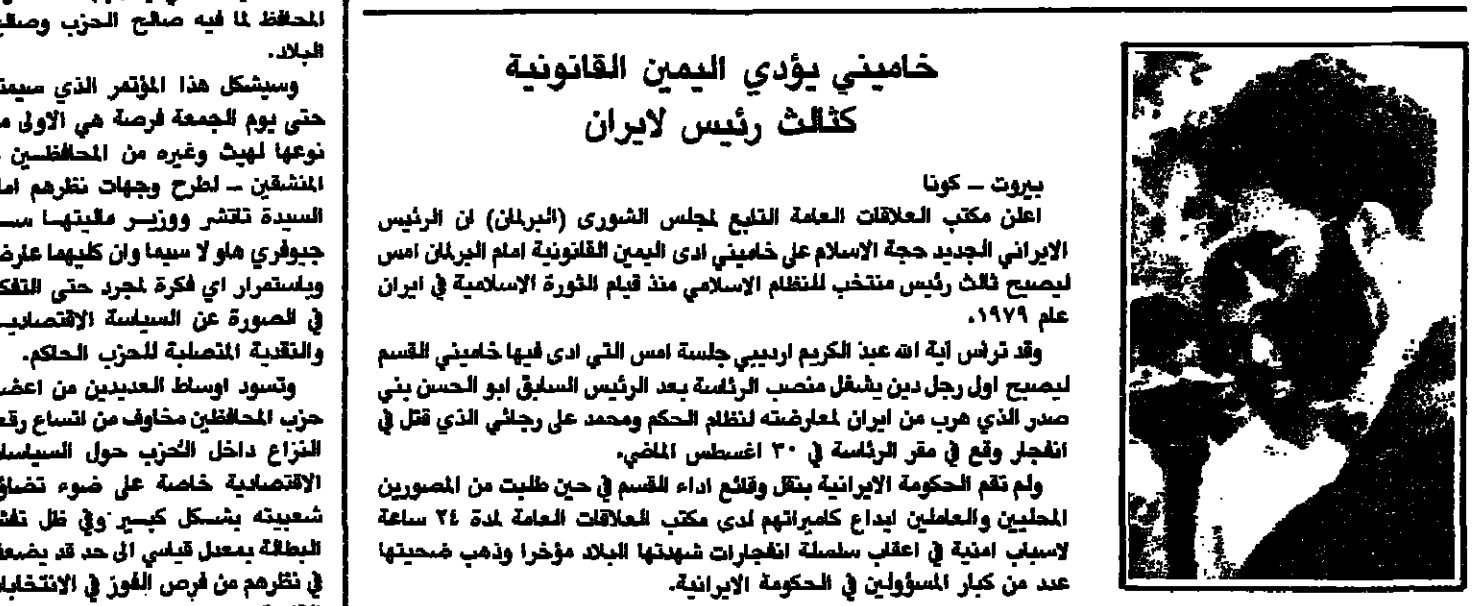 خاميني يؤدي اليمين القانونية
كثالث رئيس لايران
بيروت ـ كونا
اعلن مكتب العلاقات العامة التابع لمجلس الشورى (البرلمان) ان الرئيس
الايراني الجديد حجة الاسلام علي خاميني ادى اليمين القانونية امام البرلمان امس
ليصبح ثالث رئيس منتخب للنظام الاسلامي منذ قيام الثورة الاسلامية في ايران
عام ١٩٧٩.
وقد ترأس آية الله عبد الكريم اردبيي جلسة امس التي ادى فيها خاميني القسم
ليصبح اول رجل دين يشغل منصب الرئاسة بعد الرئيس السابق ابو الحسن بني
صدر الذي هرب من ايران لمعارضته لنظام الحكم ومحمد علي رجائي الذي قتل في
انفجار وقع في مقر الرئاسة في ٣٠ اغسطس الماضي.
ولم تقم الحكومة الايرانية بنقل وقائع اداء القسم في حين طلبت من المصورين
المحليين والعاملين ايداع كاميراتهم لدى مكتب العلاقات العامة لمدة ٢٤ ساعة
لاسباب امنية في اعقاب سلسلة انفجارات شهدتها البلاد مؤخرا وذهب ضحيتها
عدد من كبار المسؤولين في الحكومة الايرانية.
المحافظ لما فيه صالح الحزب وصالح
البلاد.
وسيشكل هذا المؤتمر الذي سيمتد
حتى يوم الجمعة فرصة هي الاولى من
نوعها لهيث وغيره من المحافظين
المنشقين ـ لطرح وجهات نظرهم امام
السيدة تاتشر ووزير ماليتها
جيوفري هاو لا سيما وان كليهما عارض
وباستمرار اي فكرة لمجرد حتى التفكير
في الصورة عن السياسة الاقتصادية
والنقدية المتصلبة للحزب الحاكم.
وتسود اوساط العديدين من اعضاء
حزب المحافظين مخاوف من اتساع رقعة
النزاع داخل الحزب حول السياسات
الاقتصادية خاصة على ضوء تضاؤل
شعبيته بشكل كبير وفي ظل تفشي
البطالة بمعدل قياسي الى حد قد يضعف
في نظرهم من فرص الفوز في الانتخابات